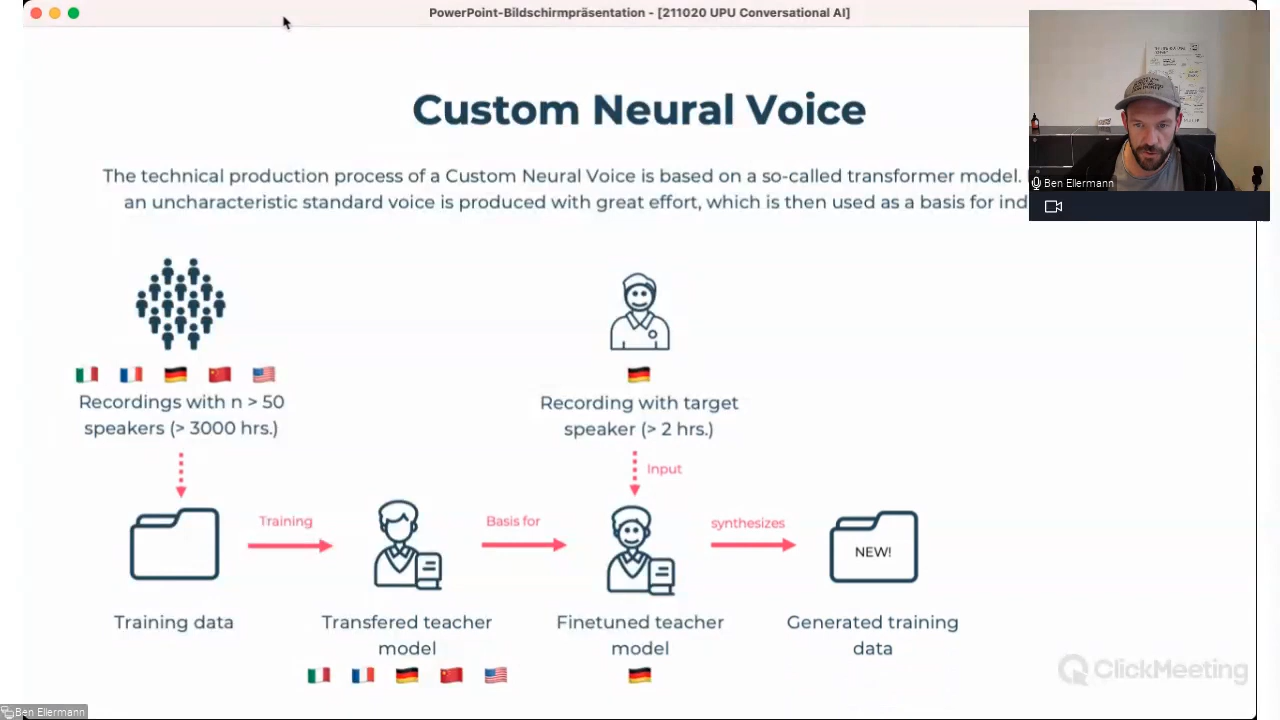 PowerPoint-Bildschirmpräsentation - [211020 UPU Conversational AI]
Custom Neural Voice
The technical production process of a Custom Neural Voice is based on a so-called transformer model.
an uncharacteristic standard voice is produced with great effort, which is then used as a basis for ind
Ben Ellermann
Recordings with n > 50
speakers (> 3000 hrs.)
Recording with target
speaker (> 2 hrs.)
Input
Training
Basis for
synthesizes
NEW!
Training data
Transfered teacher
model
Finetuned teacher
model
Generated training
data
ClickMeeting
Ben Ellermann